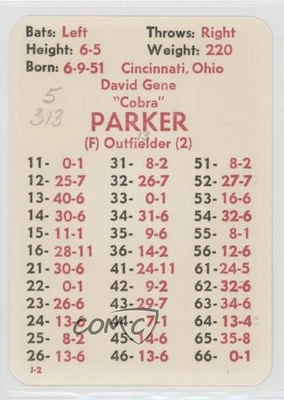 Bats: Left Throws: Right
Height: 6-5 Weight: 220
Born: 6-9-51 Cincinnati, Ohio
David Gene
5 "Cobra"
313 PARKER
13
(F) Outfielder (2)
11- 0-1 31- 8-2 51- 8-2
12- 25-7 32- 26-7 52- 27-7
13- 40-6 33- 0-1 53- 16-6
14- 30-6 34- 31-6 54- 32-6
15- 11-1 35- 14-2 55- 31-6
16- 28-11 36- 12-2 56- 30-6
21- 30-6 41- 24-11 61- 24-5
22- 0-1 42- 9-2 62- 32-6
23- 26-6 43- 29-7 63- 31-6
24- 13-6 44- 7-1 64- 13-4
25- 8-2 45- 14-6 65- 35-6
26- 13-6 46- 13-6 66- 0-1
J-2
COMC